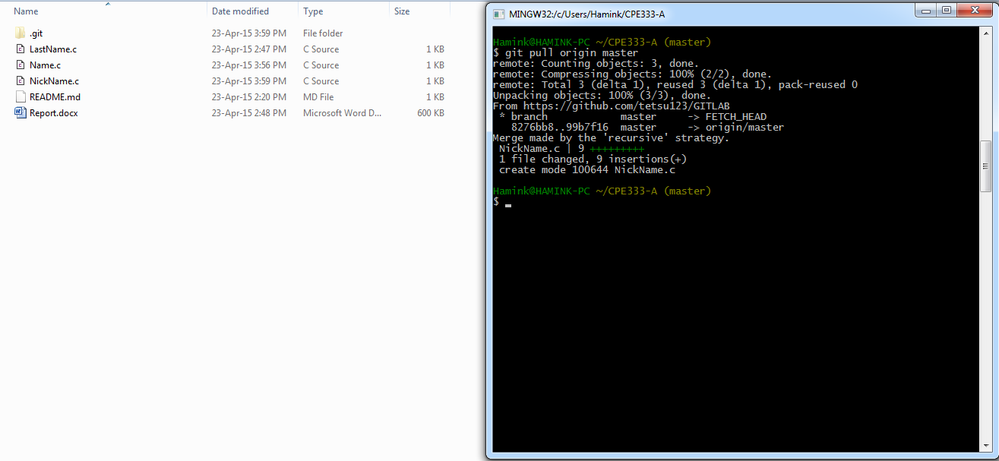 Name Date modified Type Size
.git 23-Apr-15 3:59 PM File folder
LastName.c 23-Apr-15 2:47 PM C Source 1 KB
Name.c 23-Apr-15 3:56 PM C Source 1 KB
NickName.c 23-Apr-15 3:59 PM C Source 1 KB
README.md 23-Apr-15 2:20 PM MD File 1 KB
Report.docx 23-Apr-15 2:48 PM Microsoft Word D... 600 KB
MINGW32:/c/Users/Hamink/CPE333-A
Hamink@HAMINK-PC ~/CPE333-A (master)
$ git pull origin master
remote: Counting objects: 3, done.
remote: Compressing objects: 100% (2/2), done.
remote: Total 3 (delta 1), reused 3 (delta 1), pack-reused 0
Unpacking objects: 100% (3/3), done.
From https://github.com/tetsu123/GITLAB
 * branch            master     -> FETCH_HEAD
   8276bb8..99b7f16  master     -> origin/master
Merge made by the 'recursive' strategy.
 NickName.c | 9 +++++++++
 1 file changed, 9 insertions(+)
 create mode 100644 NickName.c
Hamink@HAMINK-PC ~/CPE333-A (master)
$